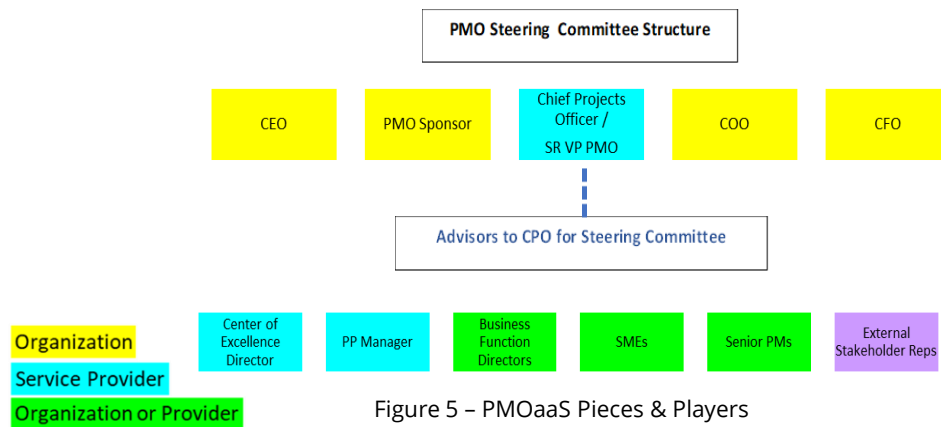 PMO Steering Committee Structure
CEO
PMO Sponsor
Chief Projects
Officer /
SR VP PMO
COO
CFO
Advisors to CPO for Steering Committee
Center of
Excellence
Director
PP Manager
Business
Function
Directors
SMEs
Senior PMs
External
Stakeholder Reps
Organization
Service Provider
Organization or Provider
Figure 5 – PMOaaS Pieces & Players